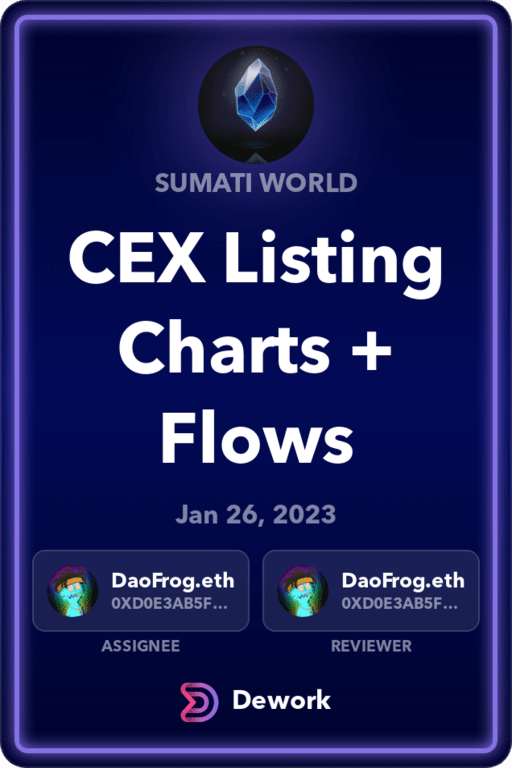 SUMATI WORLD
CEX Listing
Charts +
Flows
Jan 26, 2023
DaoFrog.eth
0XD0E3AB5F...
ASSIGNEE
DaoFrog.eth
0XD0E3AB5F...
REVIEWER
Dework